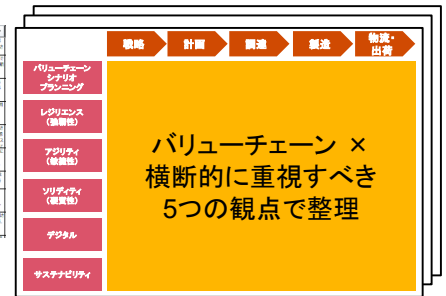 戦略 計画 調達 製造 物流・
出荷
バリューチェーン
シナリオ
プランニング
レジリエンス
(強靭性)
アジリティ
(敏捷性)
ソリディティ
(硬質性)
デジタル
サステナビリティ
バリューチェーン ×
横断的に重視すべき
5つの観点で整理